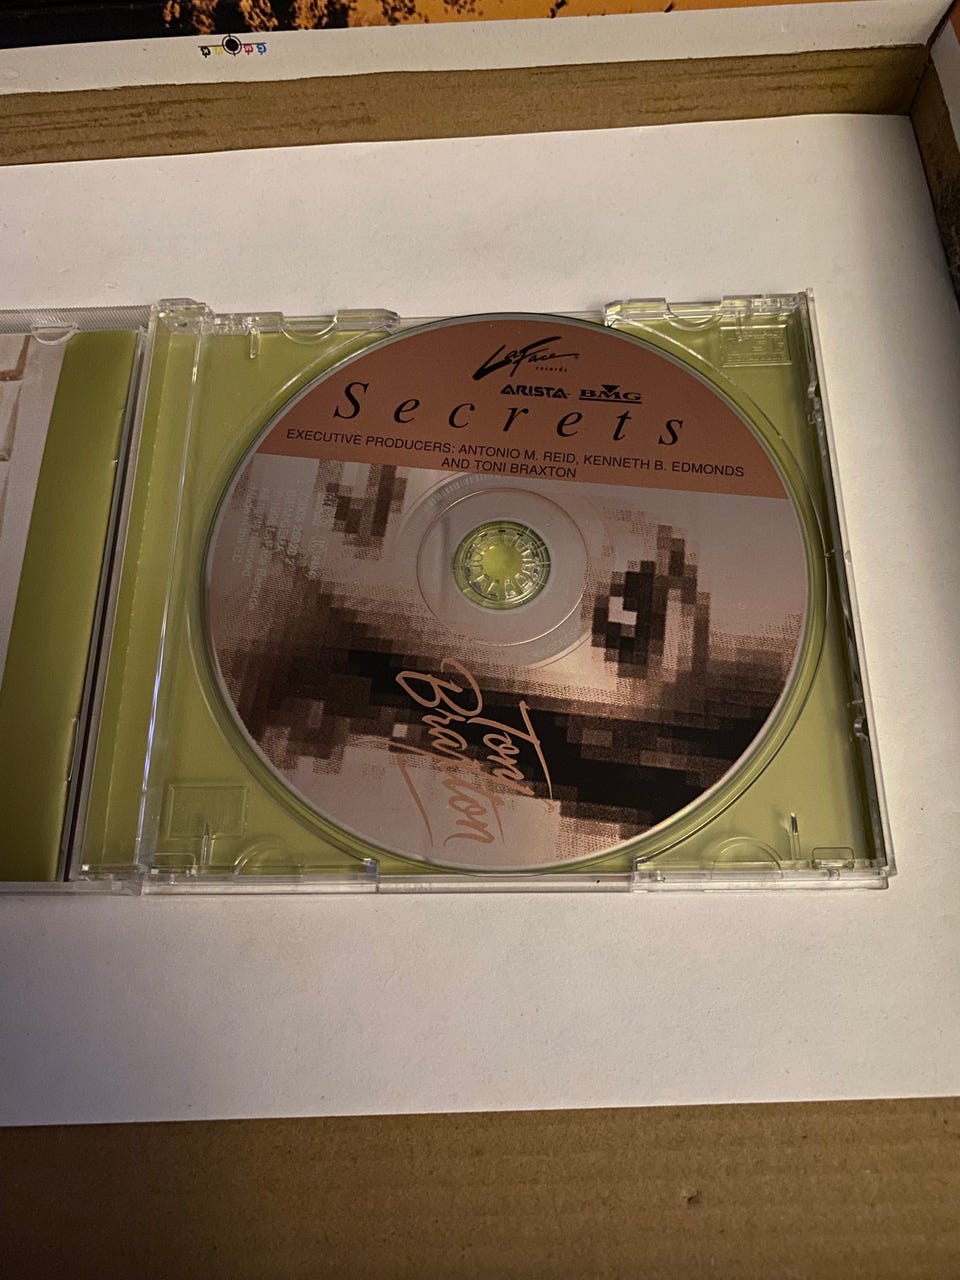 LaFace
records
ARISTA BMG
Secrets
EXECUTIVE PRODUCERS: ANTONIO M. REID, KENNETH B. EDMONDS
AND TONI BRAXTON
Toni
Braxton